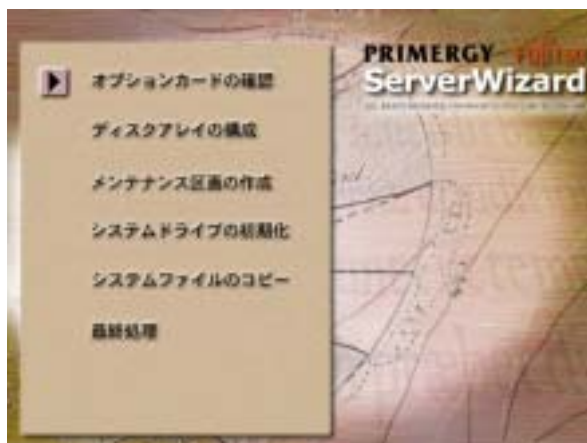 PRIMERGY FUJITSU
ServerWizard
オプションカードの確認
ディスクアレイの構成
メンテナンス区画の作成
システムドライブの初期化
システムファイルのコピー
最終処理